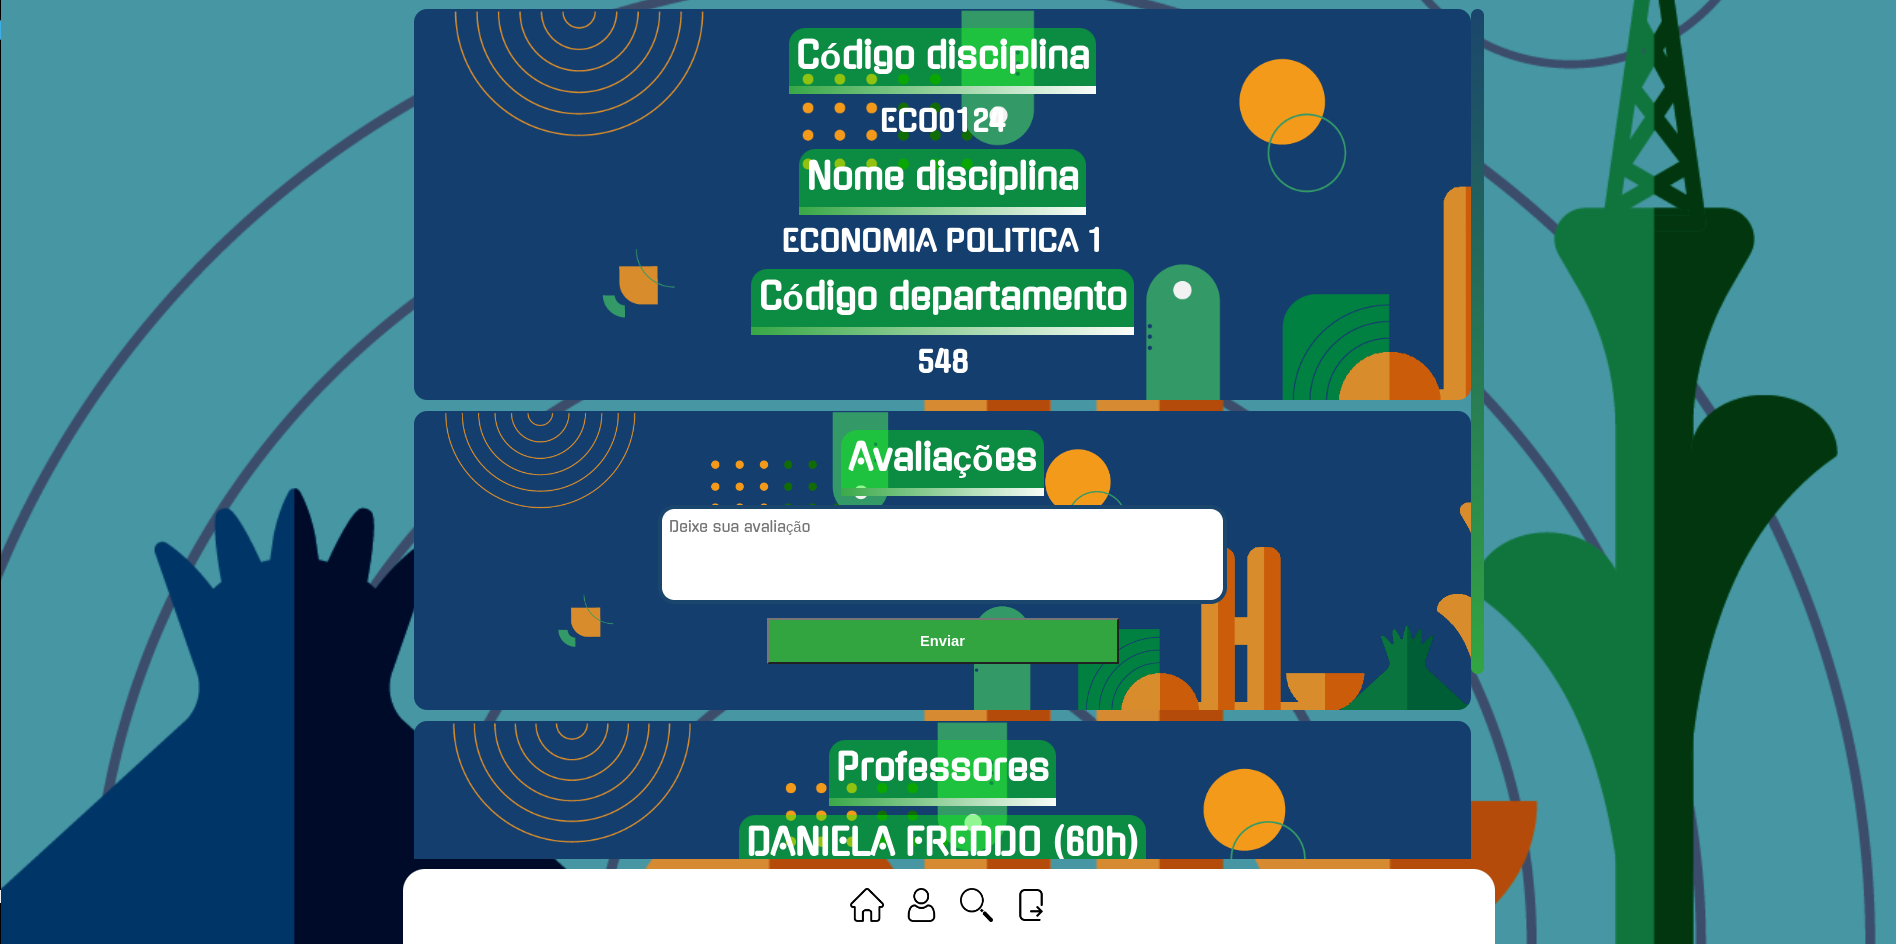 Código disciplina
ECO0124
Nome disciplina
ECONOMIA POLITICA 1
Código departamento
548
Avaliações
Deixe sua avaliação
Enviar
Professores
DANIELA FREDDO (60h)